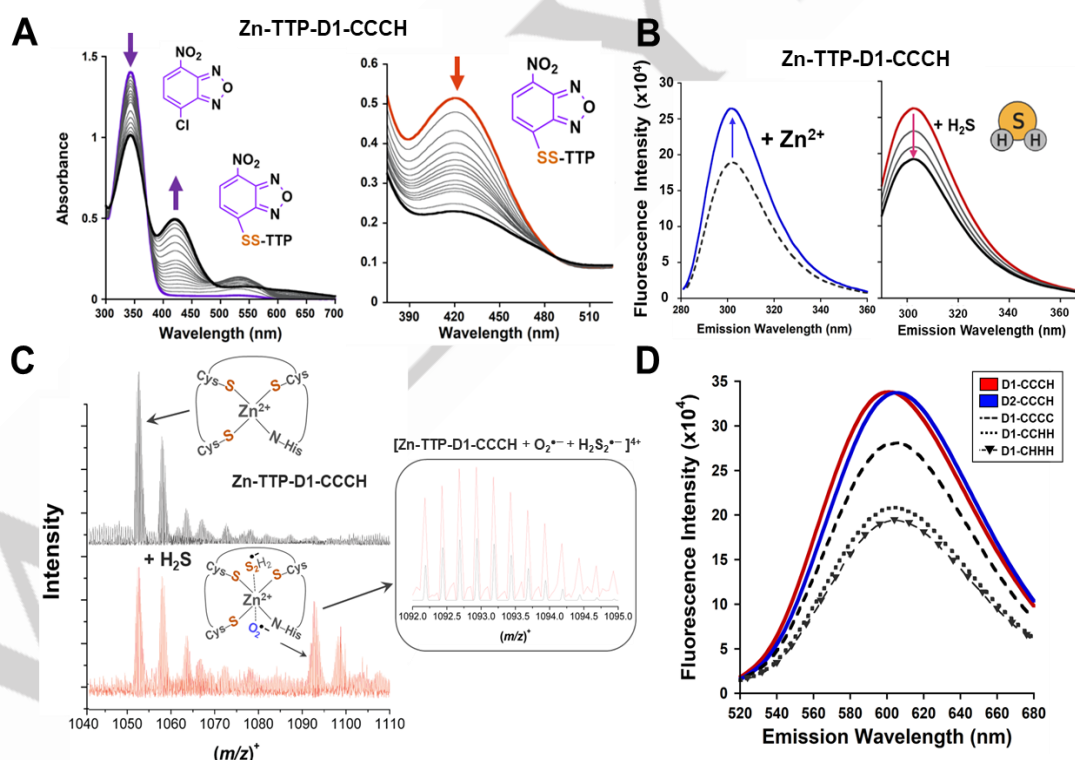 A
Zn-TTP-D1-CCCH
NO2
N
O
N
Cl
NO2
N
O
N
SS-TTP
Absorbance
1.5
1
0.5
0
300 350 400 450 500 550 600 650 700
Wavelength (nm)
NO2
N
O
N
SS-TTP
0.6
0.5
0.4
0.3
0.2
0.1
0
390 420 450 480 510
Wavelength (nm)
B
Zn-TTP-D1-CCCH
Fluorescence Intensity (x10⁴)
30
25
20
15
10
5
0
+ Zn2+
280 300 320 340 360
Emission Wavelength (nm)
+ H2S
S
H H
300 320 340 360
Emission Wavelength (nm)
C
Cys S S Cys
Zn2+
Cys S N-His
Zn-TTP-D1-CCCH
+ H2S
S2H2•−
Cys S S Cys
Zn2+
Cys S N-His
O2•−
Intensity
1040 1050 1060 1070 1080 1090 1100 1110
(m/z)+
[Zn-TTP-D1-CCCH + O2•− + H2S2•− ]4+
1092.0 1092.5 1093.0 1093.5 1094.0 1094.5 1095.0
(m/z)+
D
Fluorescence Intensity (x10⁴)
35
30
25
20
15
10
5
0
D1-CCCH
D2-CCCH
D1-CCCC
D1-CCHH
D1-CHHH
520 540 560 580 600 620 640 660 680
Emission Wavelength (nm)